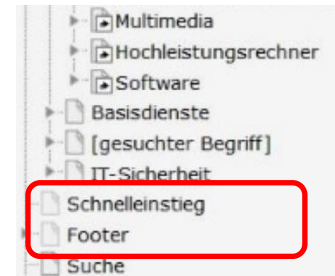 Multimedia
Hochleistungsrechner
Software
Basisdienste
[gesuchter Begriff]
IT-Sicherheit
Schnelleinstieg
Footer
Suche